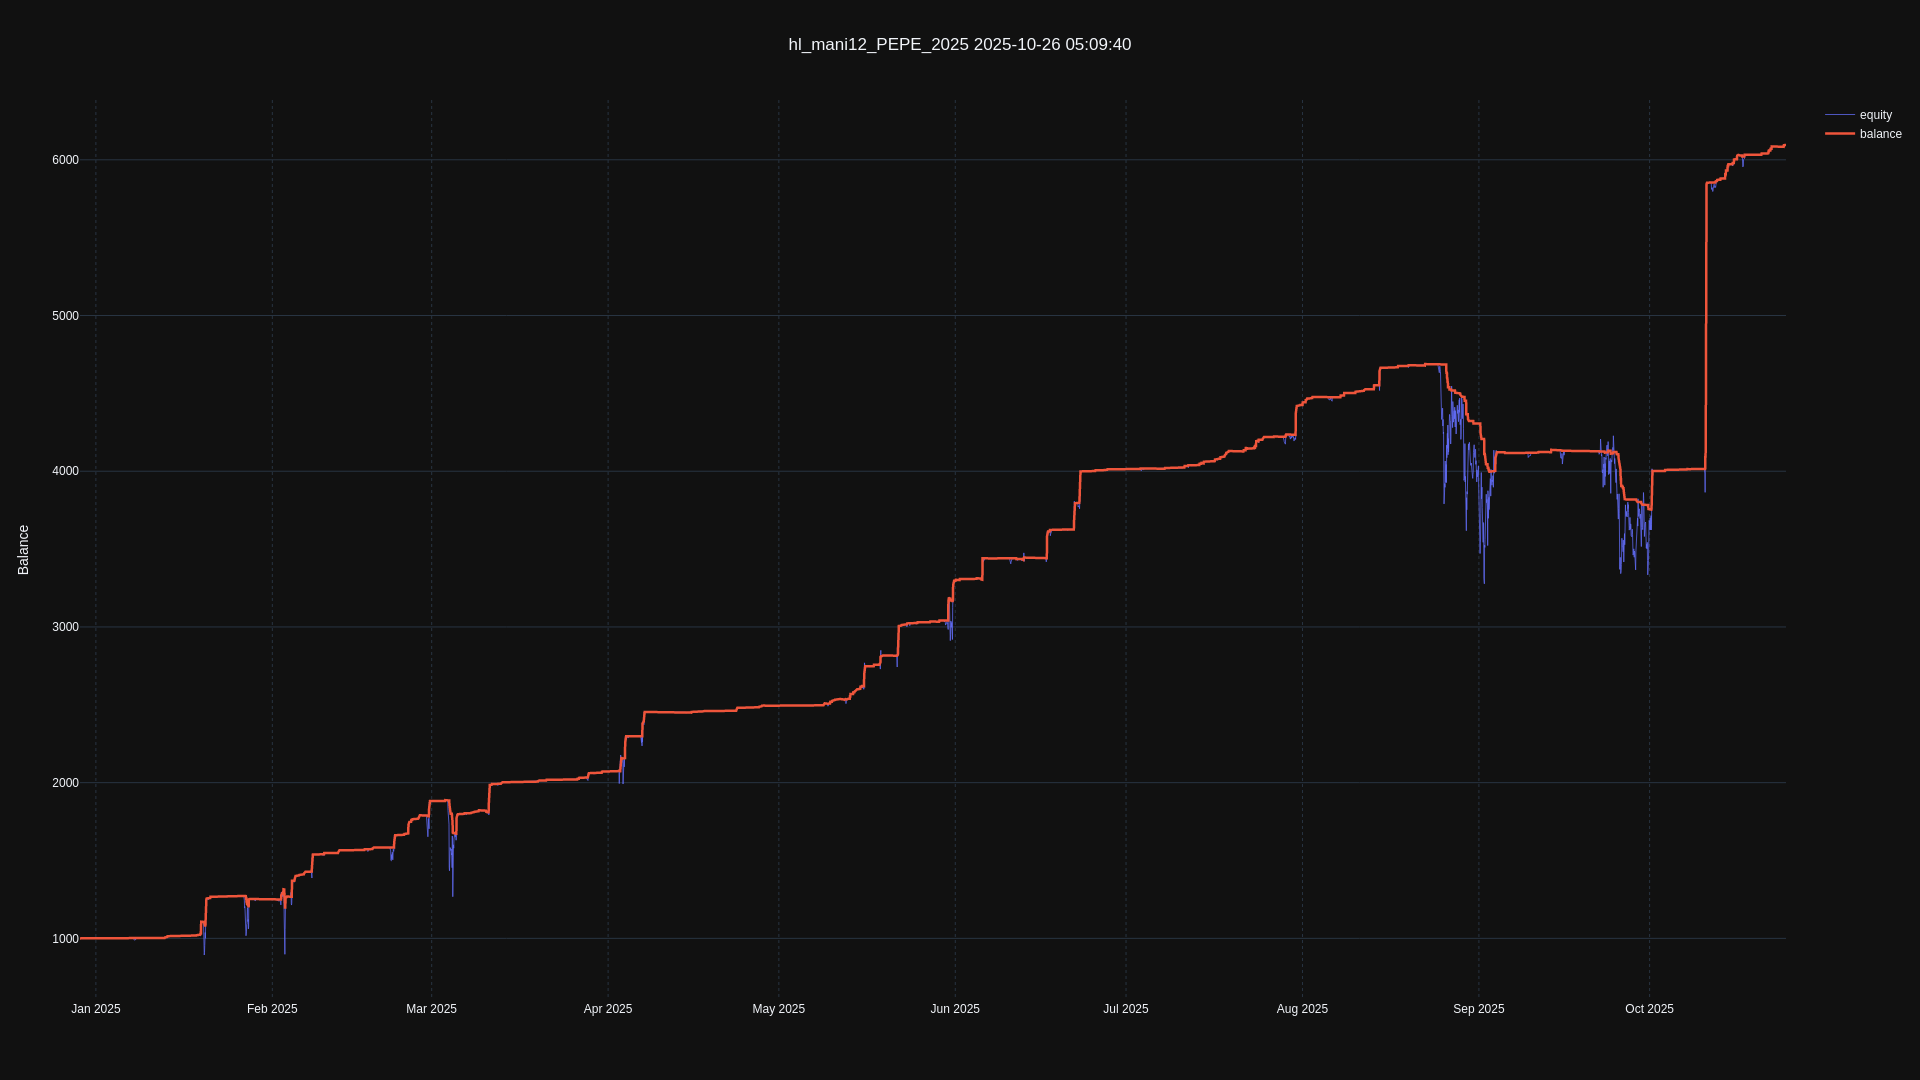 hl_mani12_PEPE_2025 2025-10-26 05:09:40
equity
balance
6000
5000
4000
3000
2000
1000
Balance
Jan 2025
Feb 2025
Mar 2025
Apr 2025
May 2025
Jun 2025
Jul 2025
Aug 2025
Sep 2025
Oct 2025